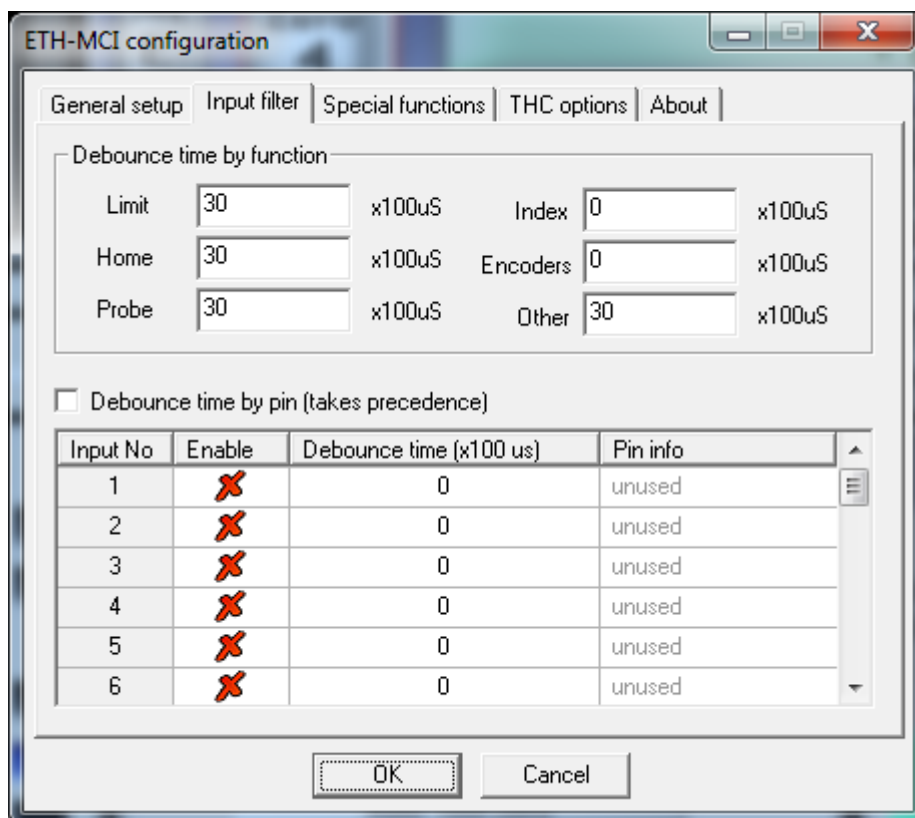 ETH-MCI configuration
General setup Input filter Special functions THC options About
Debounce time by function
Limit 30 x100uS Index 0 x100uS
Home 30 x100uS Encoders 0 x100uS
Probe 30 x100uS Other 30 x100uS
Debounce time by pin (takes precedence)
Input No Enable Debounce time (x100 us) Pin info
1 0 unused
2 0 unused
3 0 unused
4 0 unused
5 0 unused
6 0 unused
OK Cancel